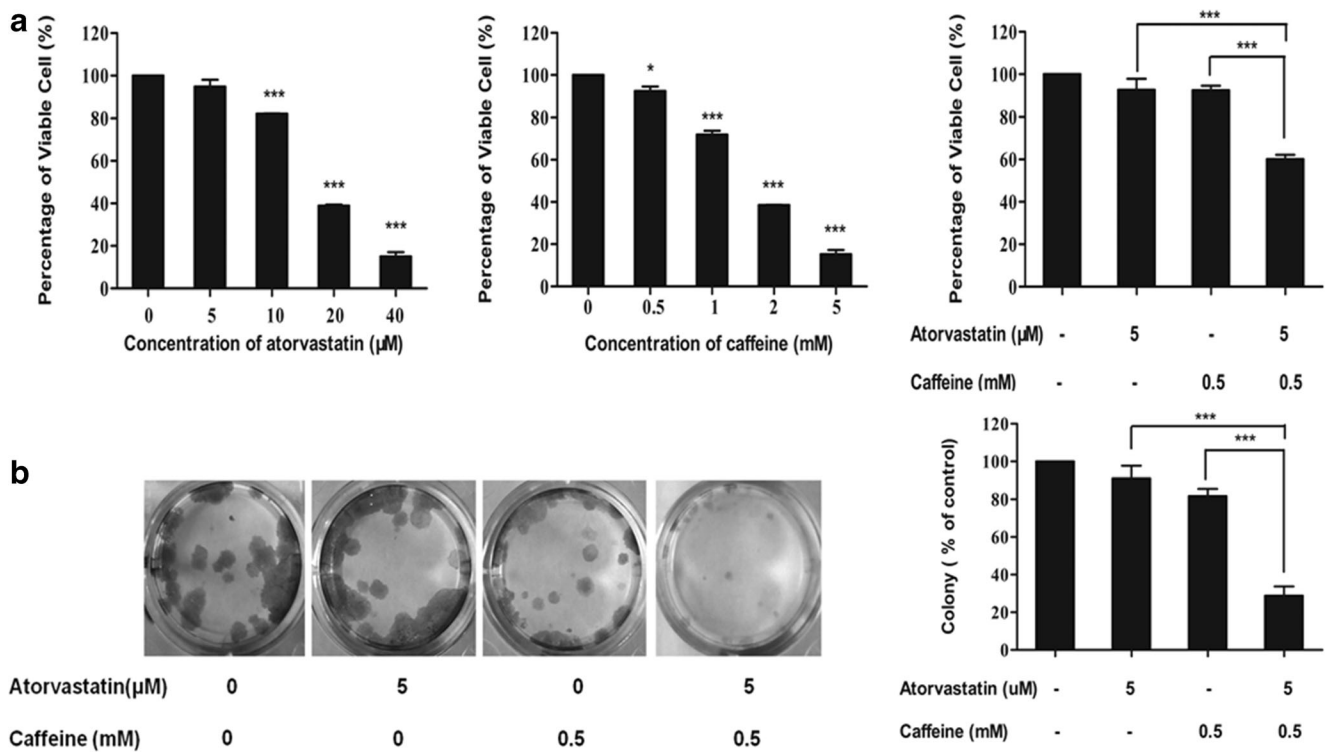 a
Percentage of Viable Cell (%)
120
100
80
60
40
20
0
***
***
***
0 5 10 20 40
Concentration of atorvastatin (µM)
Percentage of Viable Cell (%)
120
100
80
60
40
20
0
*
***
***
***
0 0.5 1 2 5
Concentration of caffeine (mM)
Percentage of Viable Cell (%)
120
100
80
60
40
20
0
***
***
Atorvastatin (µM) - 5 - 5
Caffeine (mM) - - 0.5 0.5
b
Atorvastatin(µM) 0 5 0 5
Caffeine (mM) 0 0 0.5 0.5
Colony ( % of control)
120
100
80
60
40
20
0
***
***
Atorvastatin (uM) - 5 - 5
Caffeine (mM) - - 0.5 0.5